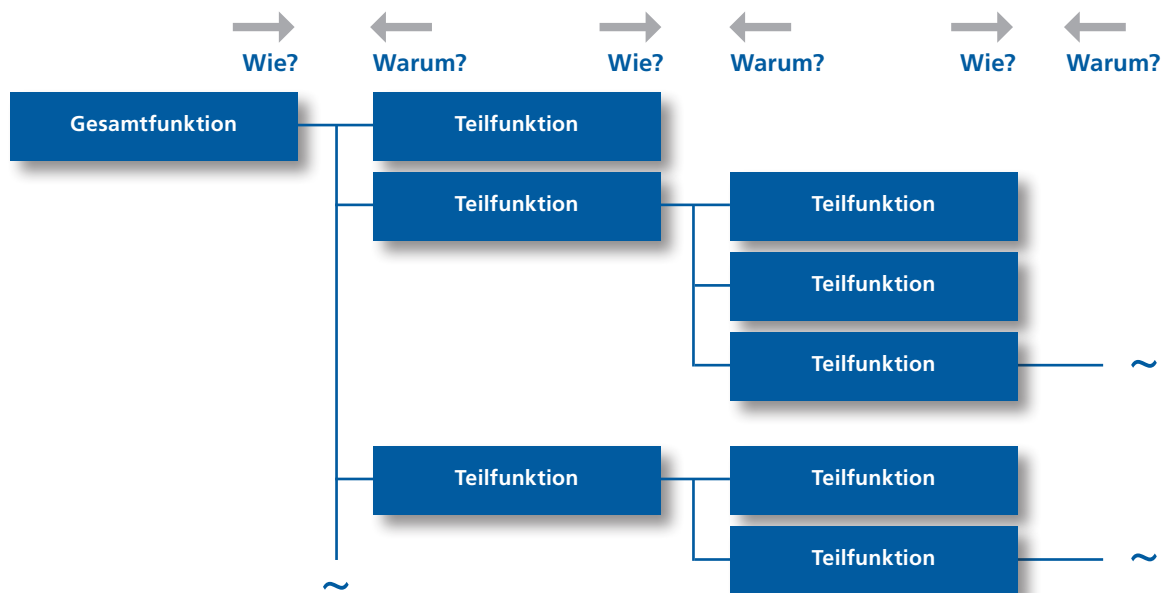 Wie? Warum? Wie? Warum? Wie? Warum?
Gesamtfunktion Teilfunktion
Teilfunktion Teilfunktion
Teilfunktion
Teilfunktion ~
Teilfunktion Teilfunktion
Teilfunktion ~
~